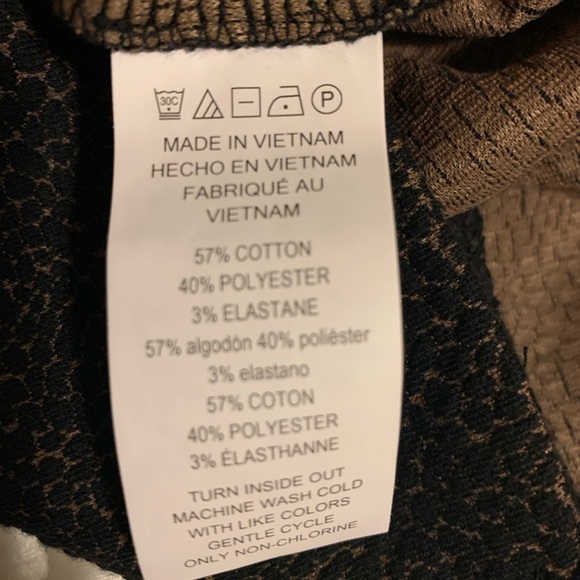 30C P
MADE IN VIETNAM
HECHO EN VIETNAM
FABRIQUÉ AU
VIETNAM
57% COTTON
40% POLYESTER
3% ELASTANE
57% algodón 40% poliéster
3% elastano
57% COTON
40% POLYESTER
3% ÉLASTHANNE
TURN INSIDE OUT
MACHINE WASH COLD
WITH LIKE COLORS
GENTLE CYCLE
ONLY NON-CHLORINE